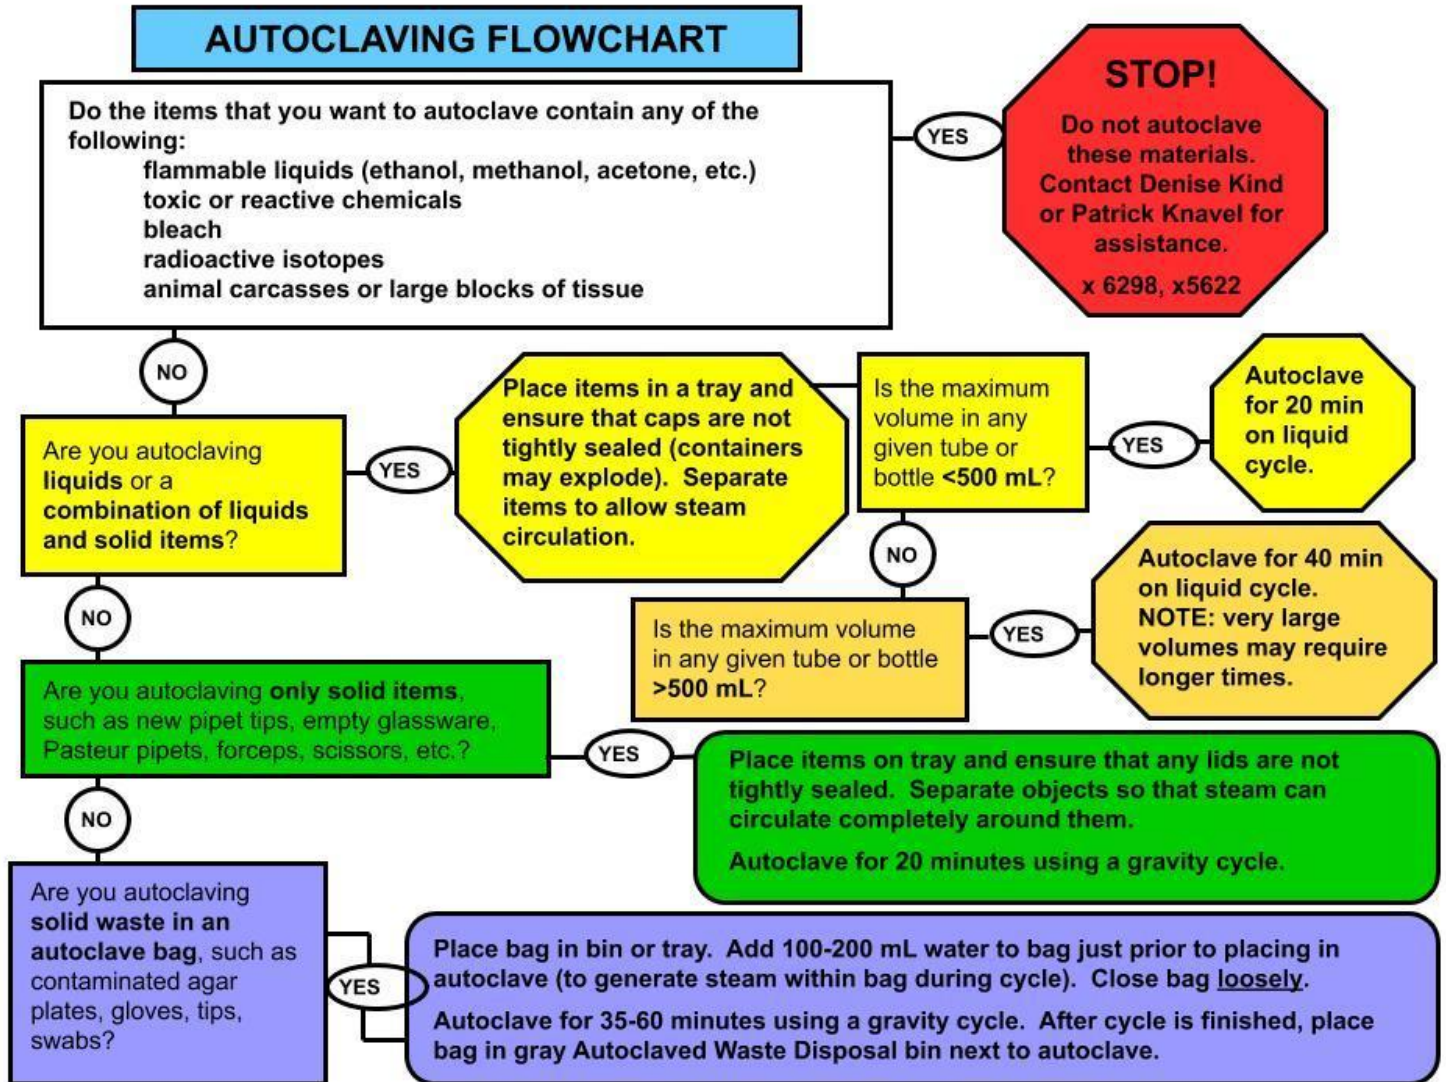 AUTOCLAVING FLOWCHART
Do the items that you want to autoclave contain any of the
following:
flammable liquids (ethanol, methanol, acetone, etc.)
toxic or reactive chemicals
bleach
radioactive isotopes
animal carcasses or large blocks of tissue
YES
STOP!
Do not autoclave
these materials.
Contact Denise Kind
or Patrick Knavel for
assistance.
x 6298, x5622
NO
Are you autoclaving
liquids or a
combination of liquids
and solid items?
YES
Place items in a tray and
ensure that caps are not
tightly sealed (containers
may explode). Separate
items to allow steam
circulation.
Is the maximum
volume in any
given tube or
bottle <500 mL?
YES
Autoclave
for 20 min
on liquid
cycle.
NO
Is the maximum volume
in any given tube or bottle
>500 mL?
YES
Autoclave for 40 min
on liquid cycle.
NOTE: very large
volumes may require
longer times.
NO
Are you autoclaving only solid items,
such as new pipet tips, empty glassware,
Pasteur pipets, forceps, scissors, etc.?
YES
Place items on tray and ensure that any lids are not
tightly sealed. Separate objects so that steam can
circulate completely around them.
Autoclave for 20 minutes using a gravity cycle.
NO
Are you autoclaving
solid waste in an
autoclave bag, such as
contaminated agar
plates, gloves, tips,
swabs?
YES
Place bag in bin or tray. Add 100-200 mL water to bag just prior to placing in
autoclave (to generate steam within bag during cycle). Close bag loosely.
Autoclave for 35-60 minutes using a gravity cycle. After cycle is finished, place
bag in gray Autoclaved Waste Disposal bin next to autoclave.